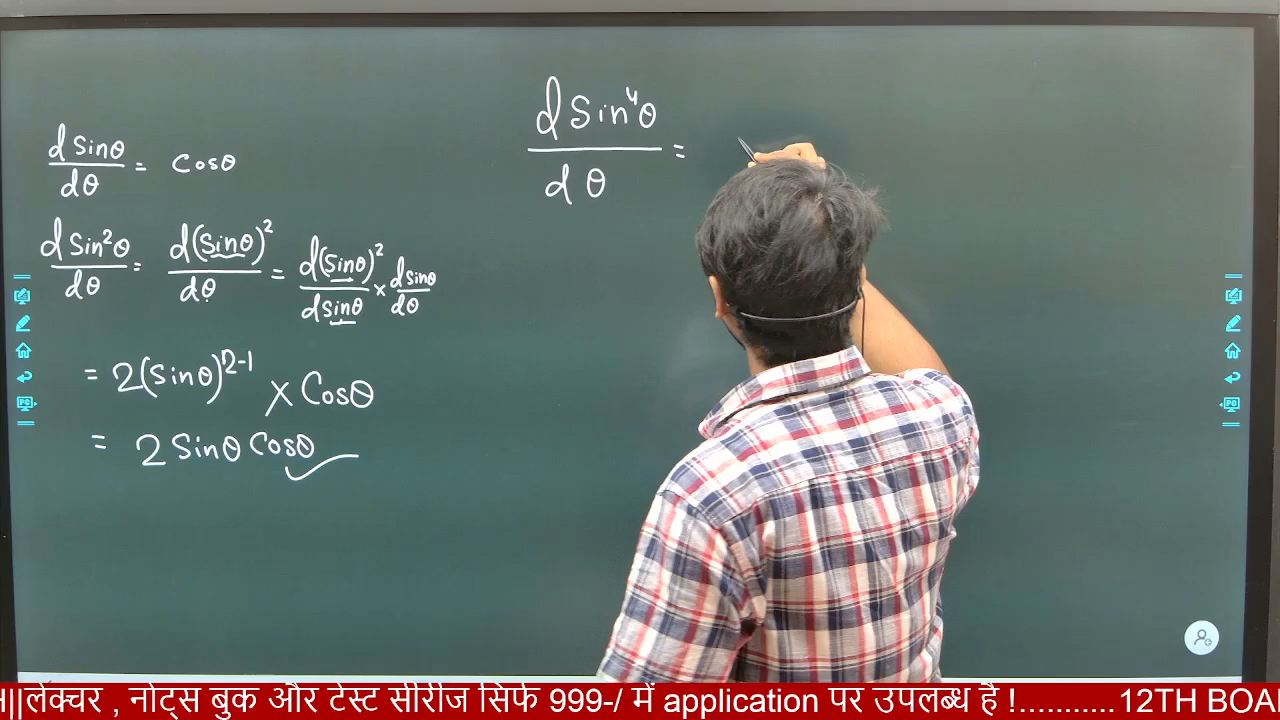 d sinθ / dθ = cosθ
d sin²θ / dθ = d(sinθ)² / dθ = d(sinθ)² / d sinθ × d sinθ / dθ
= 2(sinθ)²⁻¹ × cosθ
= 2 sinθ cosθ
d sin⁴θ / dθ =
||लेक्चर , नोट्स बुक और टेस्ट सीरीज सिर्फ 999-/ में application पर उपलब्ध है !...........12TH BOA